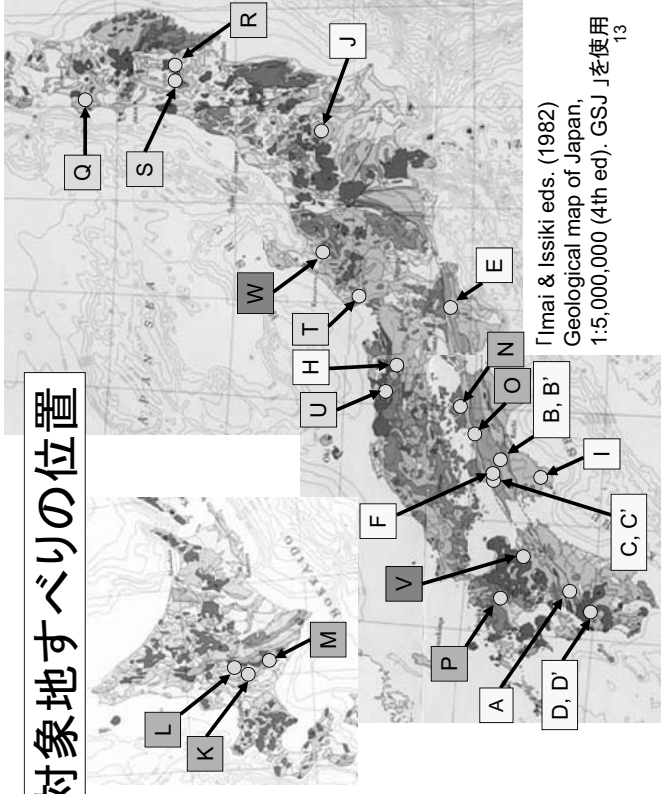 対象地すべりの位置
Q
S
R
J
W
T
H
U
E
N
O
B, B'
I
F
C, C'
V
P
A
D, D'
L
K
M
JAPAN SEA
HOKKAIDO
「Imai & Issiki eds. (1982)
Geological map of Japan,
1:5,000,000 (4th ed). GSJ 」を使用
13